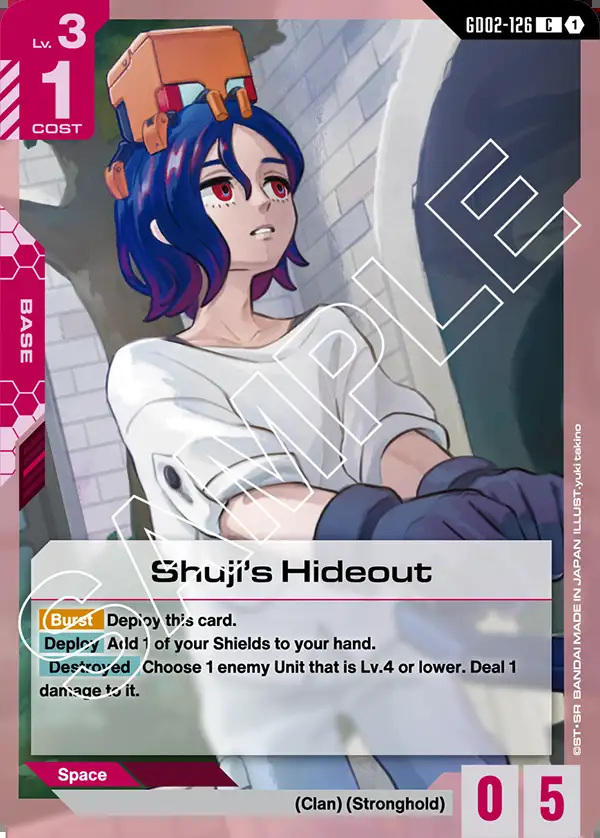 Lv. 3
1
COST
GD02-126 C 1
BASE
SAMPLE
Shuji's Hideout
Burst Deploy this card.
Deploy Add 1 of your Shields to your hand.
Destroyed Choose 1 enemy Unit that is Lv.4 or lower. Deal 1
damage to it.
Space
(Clan) (Stronghold)
0 5
©ST・SR BANDAI MADE IN JAPAN ILLUST.yuki takino